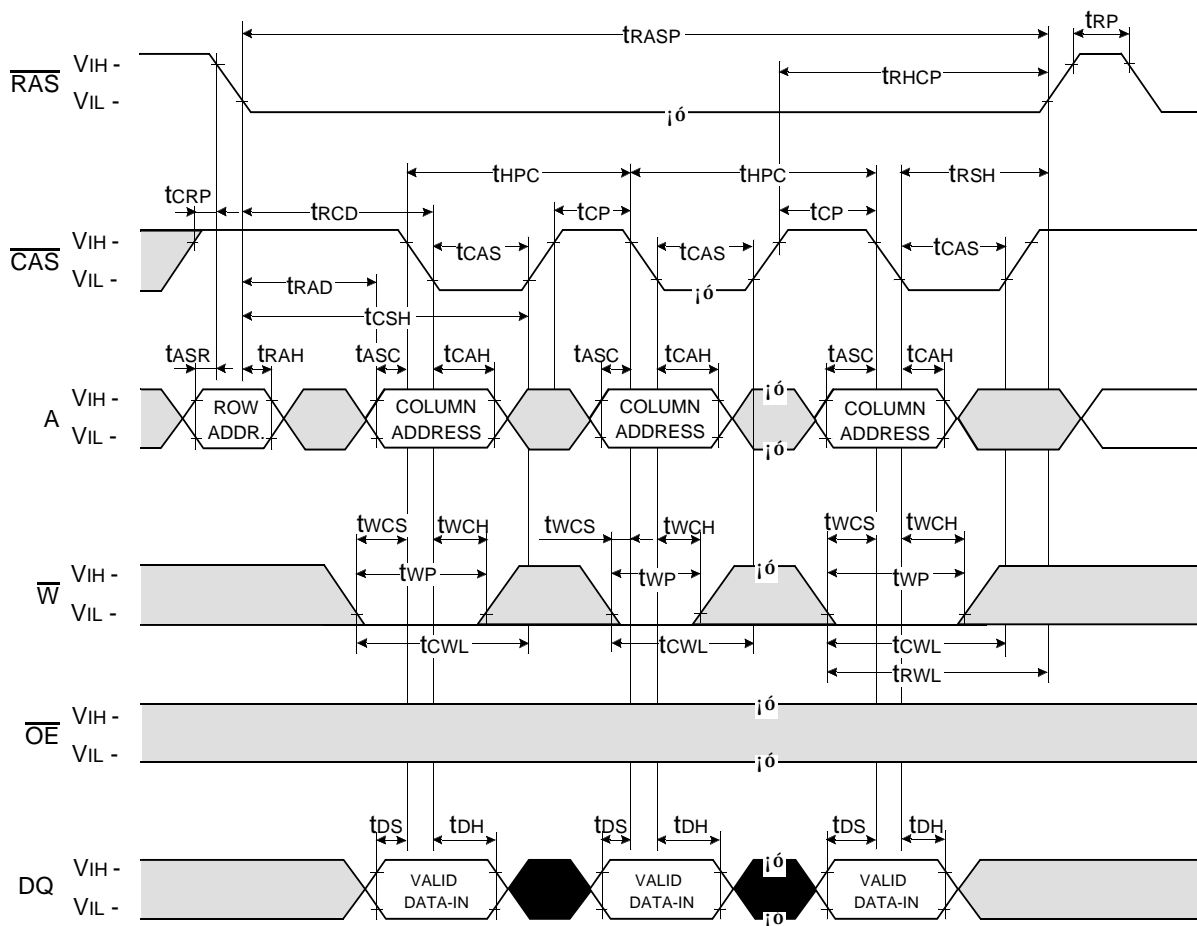 tRASP
tRP
RAS
VIH -
VIL -
tRHCP
¡ó
tCRP
tHPC
tHPC
tRSH
tRCD
tCP
tCP
CAS
VIH -
VIL -
tCAS
tCAS
tCAS
tRAD
¡ó
tCSH
tASR
tRAH
tASC
tCAH
tASC
tCAH
tASC
tCAH
A
VIH -
VIL -
ROW
ADDR.
COLUMN
ADDRESS
COLUMN
ADDRESS
¡ó
¡ó
COLUMN
ADDRESS
tWCS
tWCH
tWCS
tWCH
tWCS
tWCH
W
VIH -
VIL -
tWP
tWP
¡ó
tWP
tCWL
tCWL
tCWL
tRWL
OE
VIH -
VIL -
¡ó
¡ó
tDS
tDH
tDS
tDH
tDS
tDH
DQ
VIH -
VIL -
VALID
DATA-IN
VALID
DATA-IN
¡ó
¡ó
VALID
DATA-IN